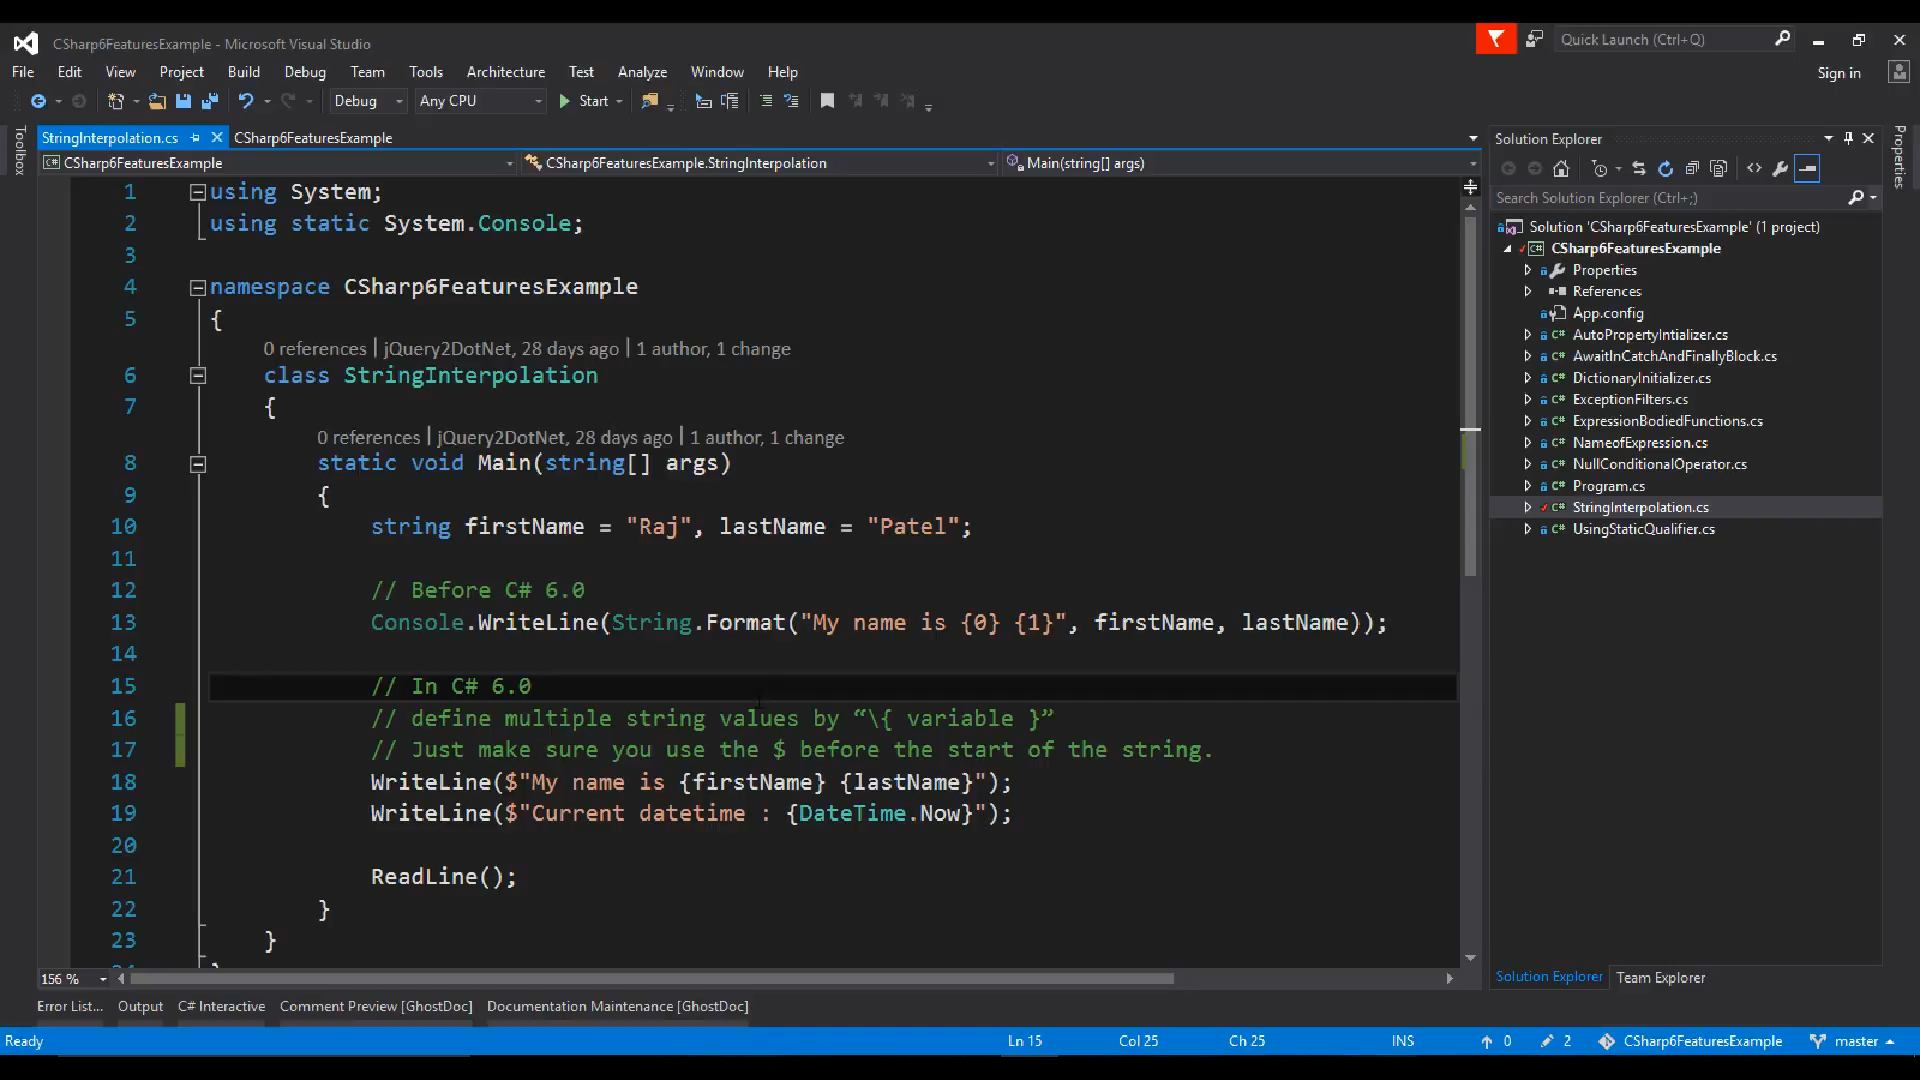 CSharp6FeaturesExample - Microsoft Visual Studio
Quick Launch (Ctrl+Q)
File Edit View Project Build Debug Team Tools Architecture Test Analyze Window Help
Sign in
Debug Any CPU Start
Toolbox
StringInterpolation.cs CSharp6FeaturesExample
CSharp6FeaturesExample CSharp6FeaturesExample.StringInterpolation Main(string[] args)
1 using System;
2 using static System.Console;
3
4 namespace CSharp6FeaturesExample
5 {
0 references | jQuery2DotNet, 28 days ago | 1 author, 1 change
6 class StringInterpolation
7 {
0 references | jQuery2DotNet, 28 days ago | 1 author, 1 change
8 static void Main(string[] args)
9 {
10 string firstName = "Raj", lastName = "Patel";
11
12 // Before C# 6.0
13 Console.WriteLine(String.Format("My name is {0} {1}", firstName, lastName));
14
15 // In C# 6.0
16 // define multiple string values by “\{ variable }”
17 // Just make sure you use the $ before the start of the string.
18 WriteLine($"My name is {firstName} {lastName}");
19 WriteLine($"Current datetime : {DateTime.Now}");
20
21 ReadLine();
22 }
23 }
156 %
Solution Explorer
Search Solution Explorer (Ctrl+;)
Solution 'CSharp6FeaturesExample' (1 project)
C# CSharp6FeaturesExample
Properties
References
App.config
C# AutoPropertyIntializer.cs
C# AwaitInCatchAndFinallyBlock.cs
C# DictionaryInitializer.cs
C# ExceptionFilters.cs
C# ExpressionBodiedFunctions.cs
C# NameofExpression.cs
C# NullConditionalOperator.cs
C# Program.cs
C# StringInterpolation.cs
C# UsingStaticQualifier.cs
Solution Explorer Team Explorer
Properties
Error List... Output C# Interactive Comment Preview [GhostDoc] Documentation Maintenance [GhostDoc]
Ready Ln 15 Col 25 Ch 25 INS 0 2 CSharp6FeaturesExample master